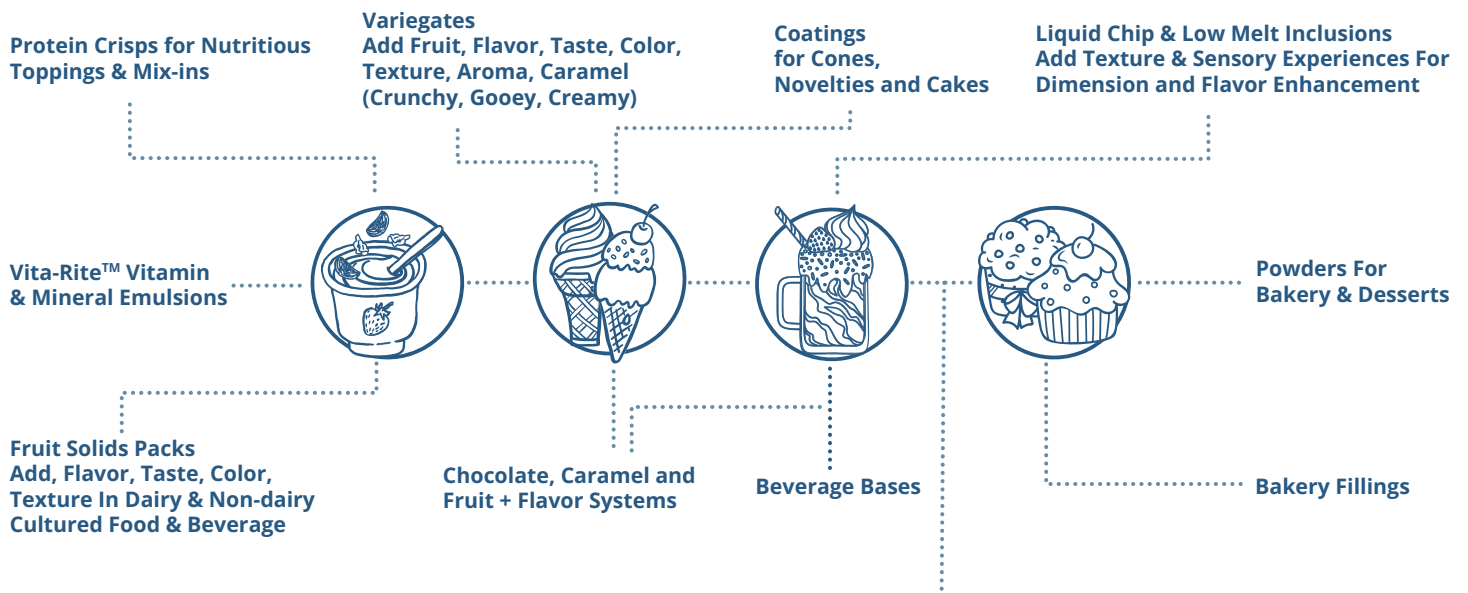 Protein Crisps for Nutritious
Toppings & Mix-ins
Variegates
Add Fruit, Flavor, Taste, Color,
Texture, Aroma, Caramel
(Crunchy, Gooey, Creamy)
Coatings
for Cones,
Novelties and Cakes
Liquid Chip & Low Melt Inclusions
Add Texture & Sensory Experiences For
Dimension and Flavor Enhancement
Vita-Rite™ Vitamin
& Mineral Emulsions
Powders For
Bakery & Desserts
Fruit Solids Packs
Add, Flavor, Taste, Color,
Texture In Dairy & Non-dairy
Cultured Food & Beverage
Chocolate, Caramel and
Fruit + Flavor Systems
Beverage Bases
Bakery Fillings